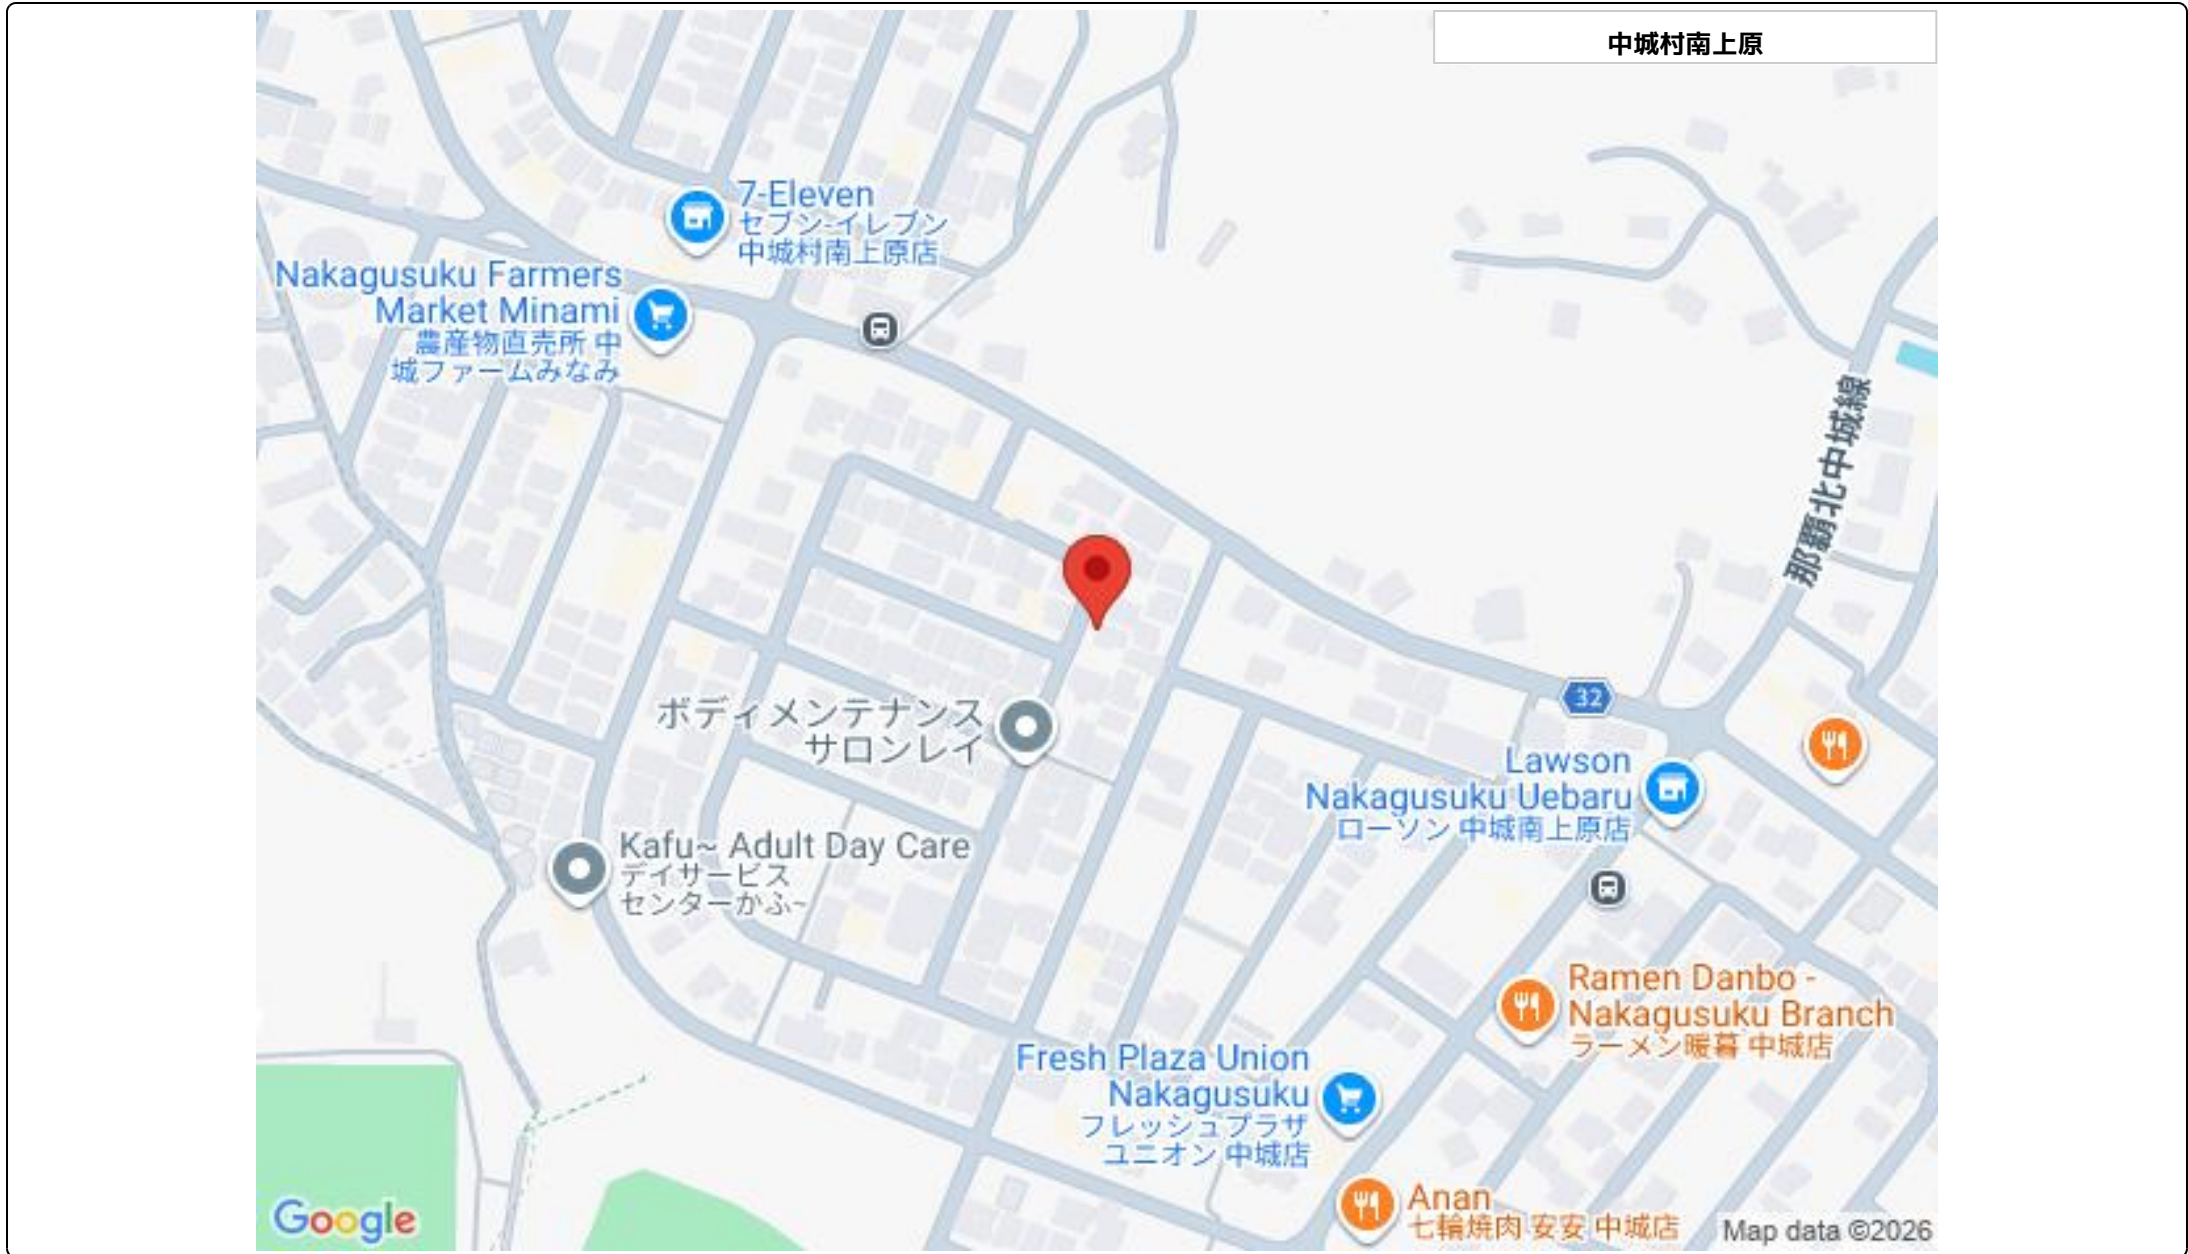 中城村南上原
7-Eleven
セブン-イレブン
中城村南上原店
Nakagusuku Farmers
Market Minami
農産物直売所 中
城ファームみなみ
那覇北中城線
32
ボディメンテナンス
サロンレイ
Lawson
Nakagusuku Uebaru
ローソン 中城南上原店
Kafu~ Adult Day Care
デイサービス
センターかふ~
Ramen Danbo -
Nakagusuku Branch
ラーメン暖暮 中城店
Fresh Plaza Union
Nakagusuku
フレッシュプラザ
ユニオン 中城店
Anan
七輪焼肉 安安 中城店
Google
Map data ©2026